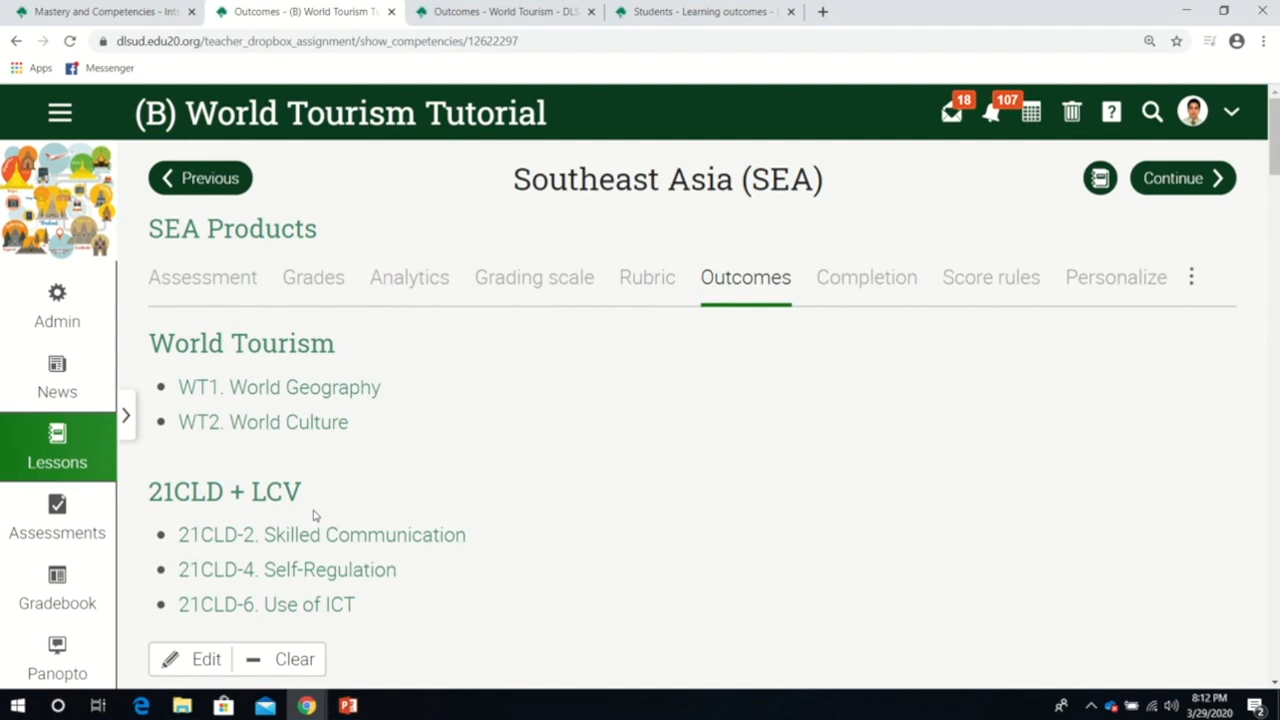 Mastery and Competencies - Intr
Outcomes - (B) World Tourism Tu
Outcomes - World Tourism - DLS
Students - Learning outcomes -
dlsud.edu20.org/teacher_dropbox_assignment/show_competencies/12622297
Apps
Messenger
(B) World Tourism Tutorial
18
107
Previous
Southeast Asia (SEA)
Continue
SEA Products
Assessment
Grades
Analytics
Grading scale
Rubric
Outcomes
Completion
Score rules
Personalize
Admin
News
Lessons
Assessments
Gradebook
Panopto
World Tourism
WT1. World Geography
WT2. World Culture
21CLD + LCV
21CLD-2. Skilled Communication
21CLD-4. Self-Regulation
21CLD-6. Use of ICT
Edit
Clear
8:12 PM
3/29/2020
2